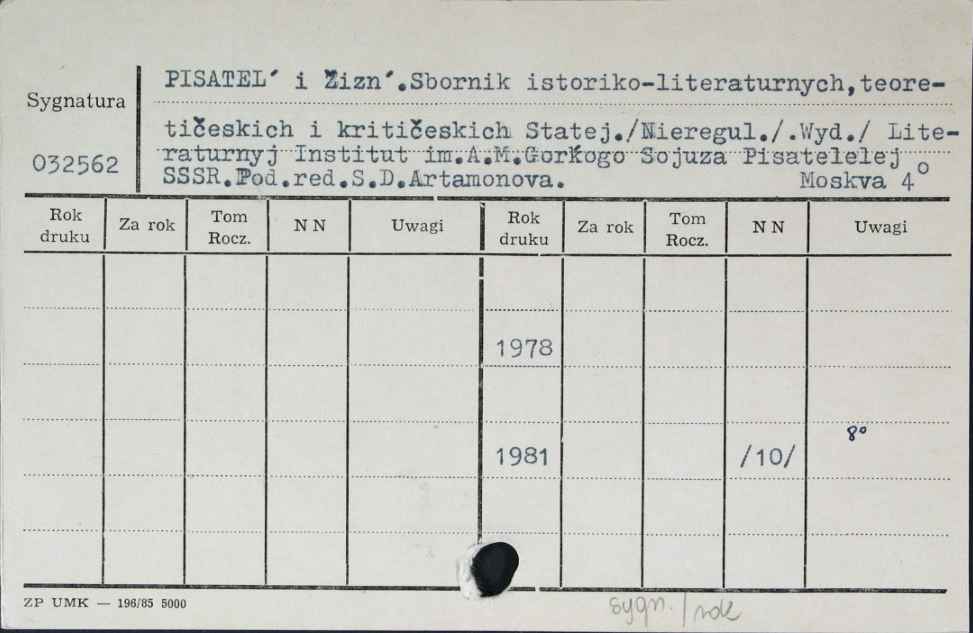 PISATEL´ i Žizn´.Sbornik istoriko-literaturnych,teore-
tičeskich i kritičeskich Statej./Nieregul./.Wyd./ Lite-
raturnyj Institut im.A.M.Gorkogo Sojuza Pisatelelej
SSSR.Pod.red.S.D.Artamonova. Moskva 4°
Sygnatura
032562
Rok druku Za rok Tom Rocz. N N Uwagi Rok druku Za rok Tom Rocz. N N Uwagi
1978
1981 /10/ 8°
ZP UMK — 196/85 5000
sygn./rok